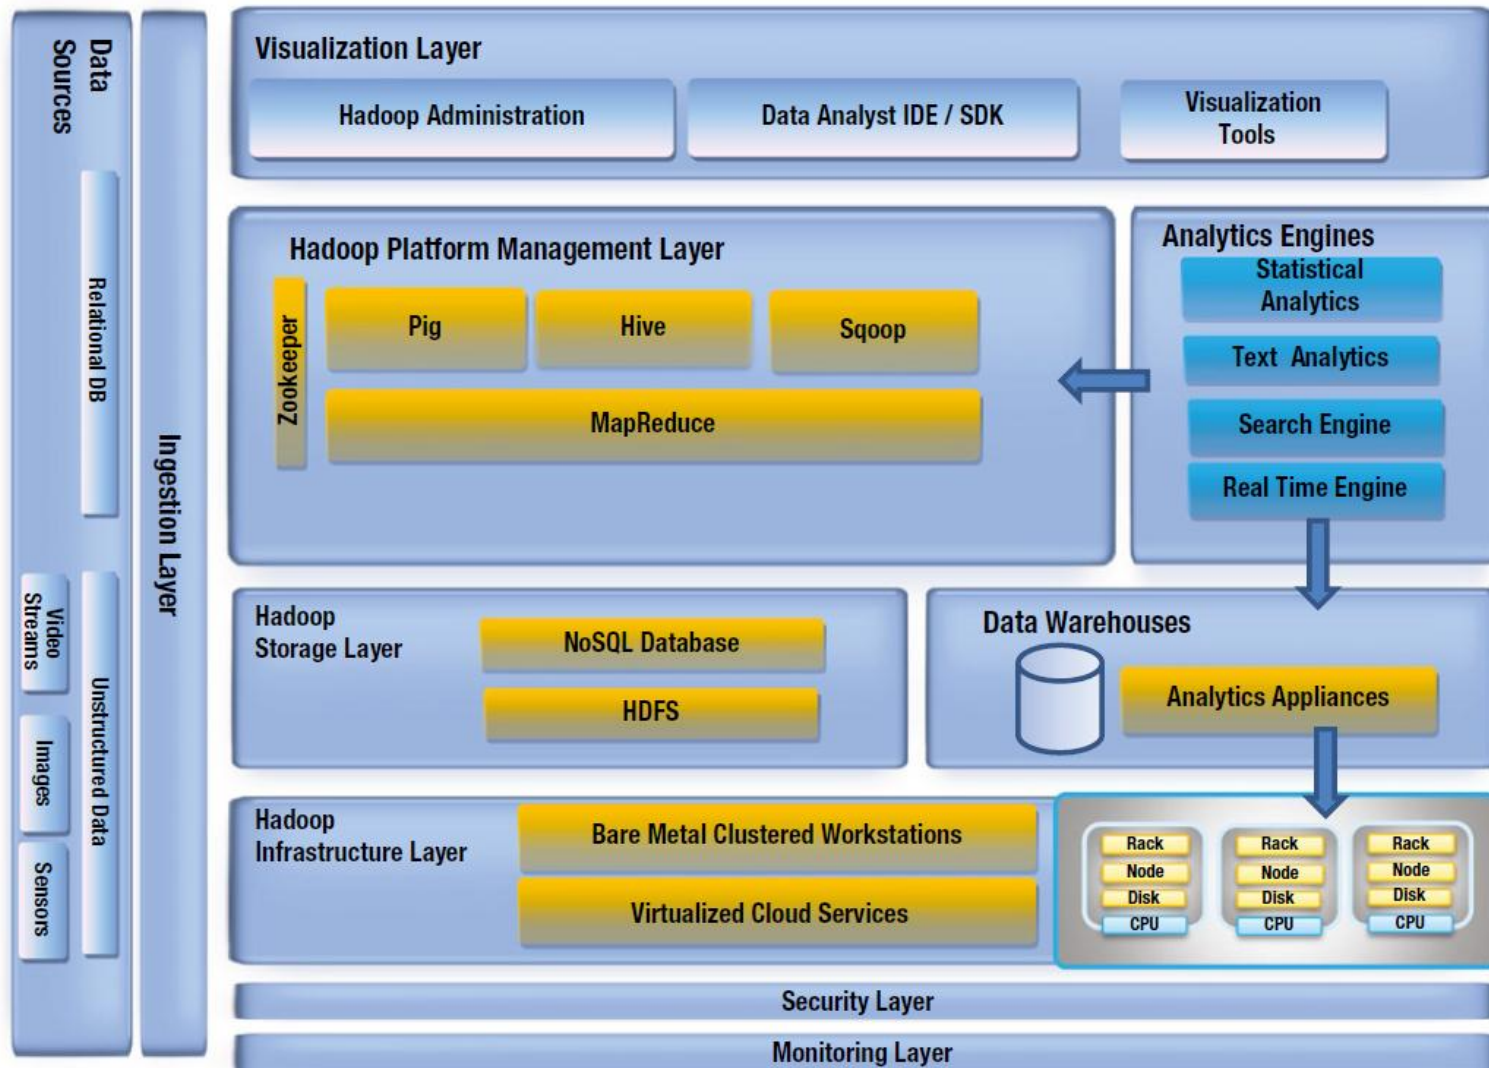 Data
Sources
Relational DB
Video
Streams
Unstructured Data
Images
Sensors
Ingestion Layer
Visualization Layer
Hadoop Administration
Data Analyst IDE / SDK
Visualization
Tools
Hadoop Platform Management Layer
Zookeeper
Pig
Hive
Sqoop
MapReduce
Analytics Engines
Statistical
Analytics
Text Analytics
Search Engine
Real Time Engine
Hadoop
Storage Layer
NoSQL Database
HDFS
Data Warehouses
Analytics Appliances
Hadoop
Infrastructure Layer
Bare Metal Clustered Workstations
Virtualized Cloud Services
Rack
Node
Disk
CPU
Rack
Node
Disk
CPU
Rack
Node
Disk
CPU
Security Layer
Monitoring Layer